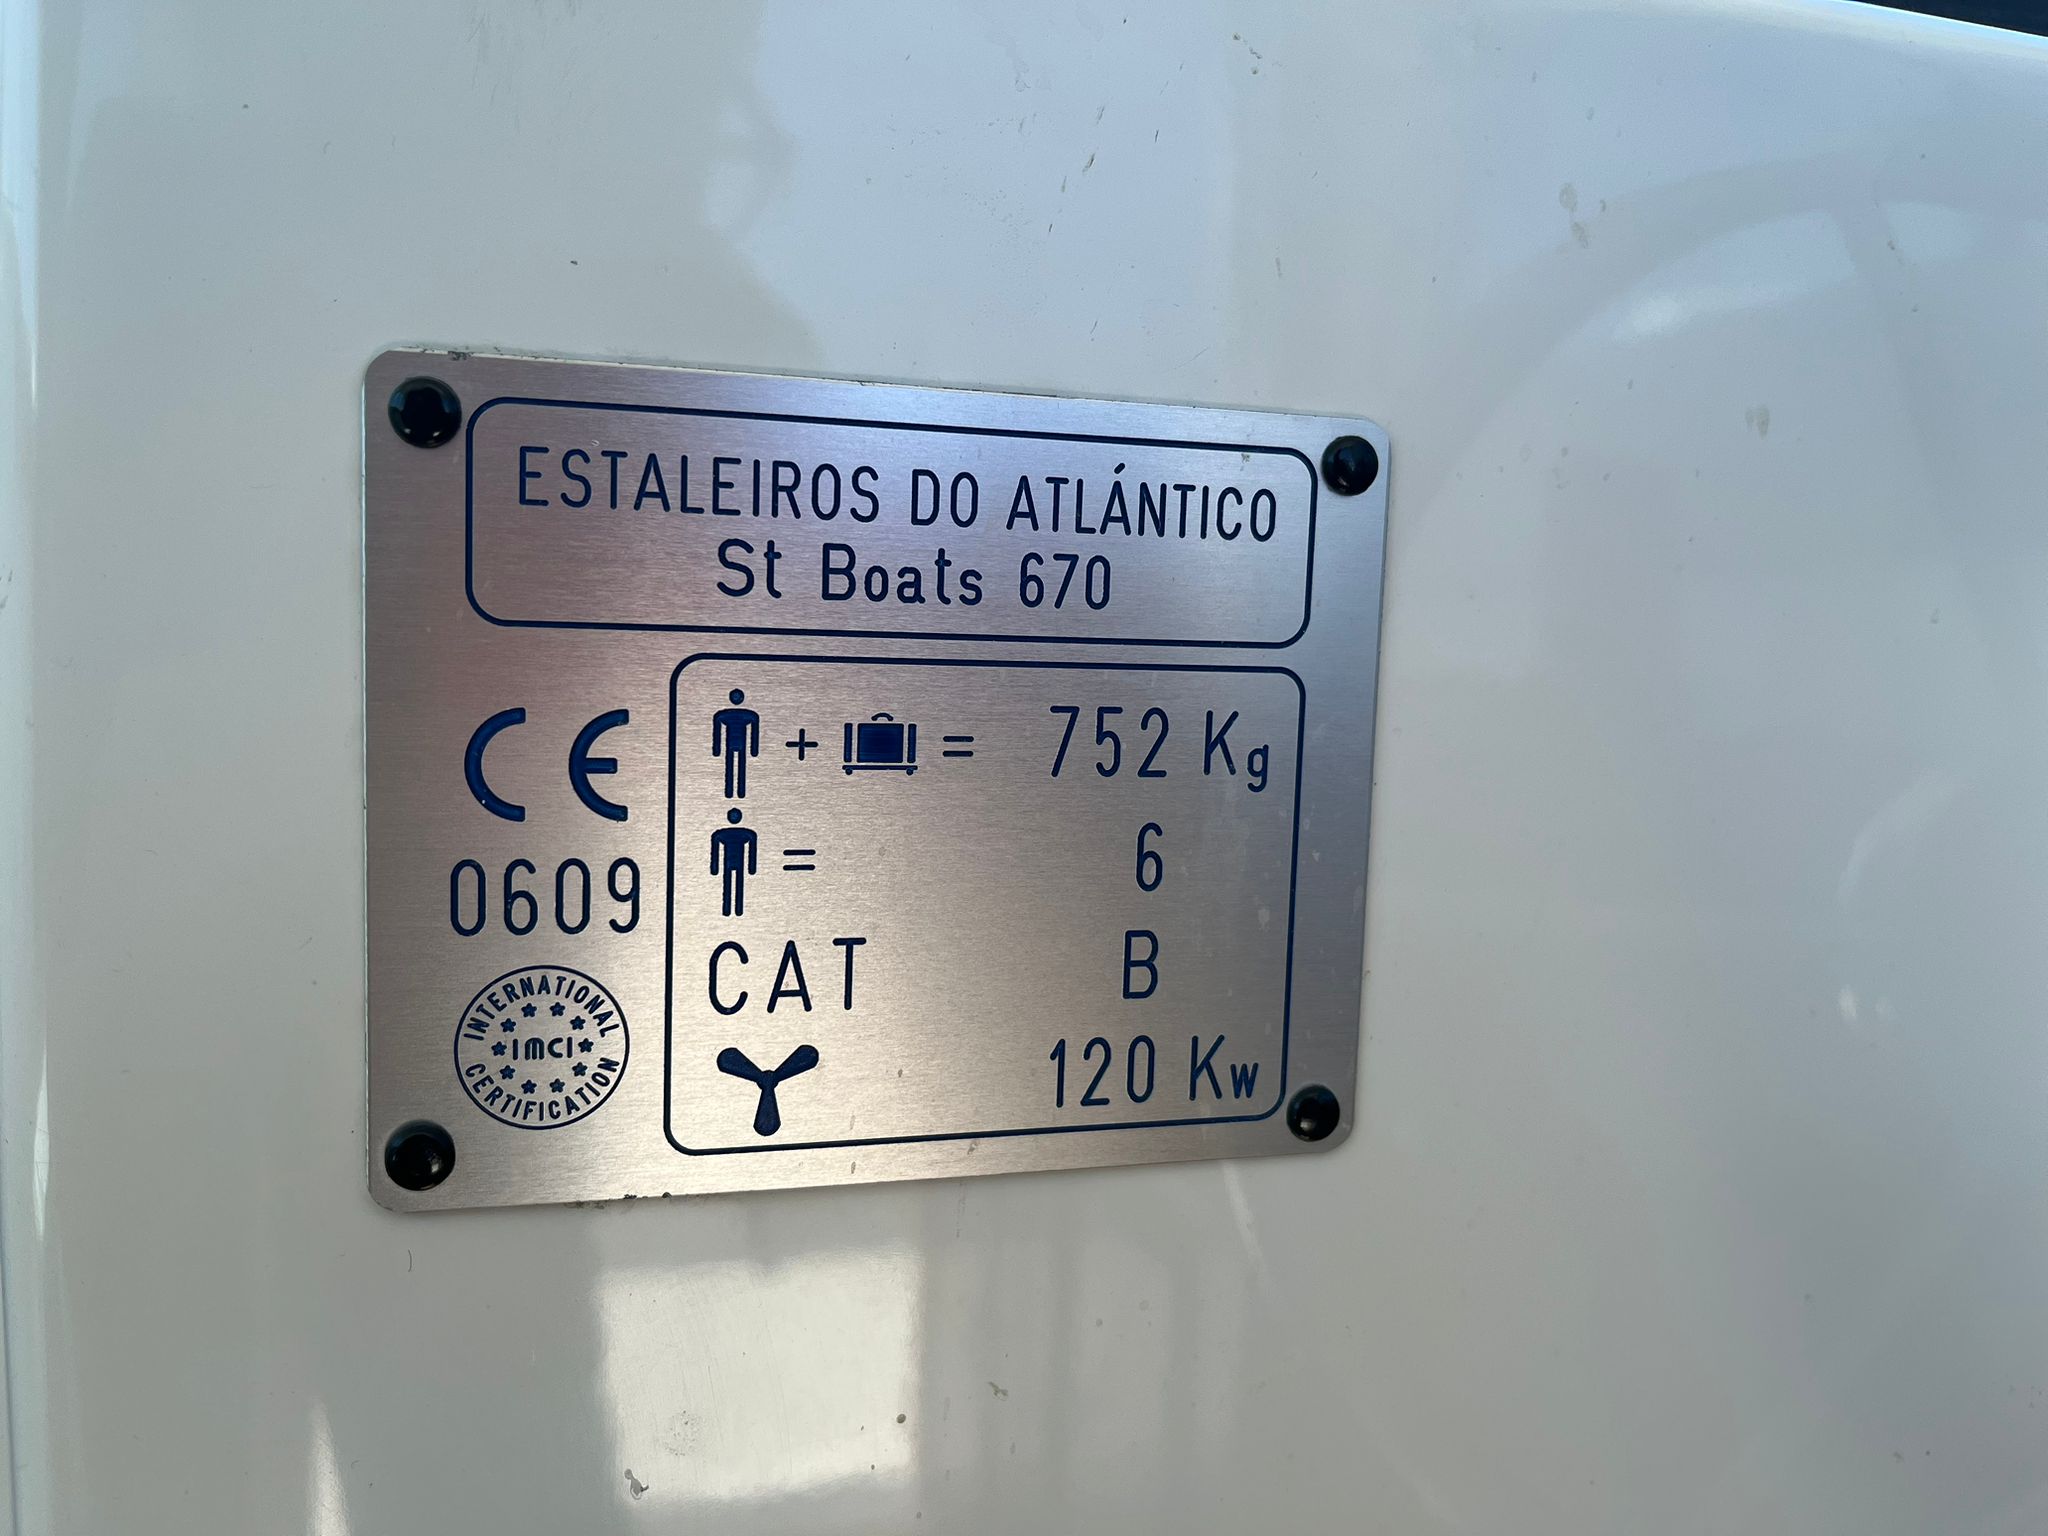 ESTALEIROS DO ATLÁNTICO
St Boats 670
CE
0609
INTERNATIONAL
IMCI
CERTIFICATION
+ = 752 Kg
= 6
CAT B
120 Kw